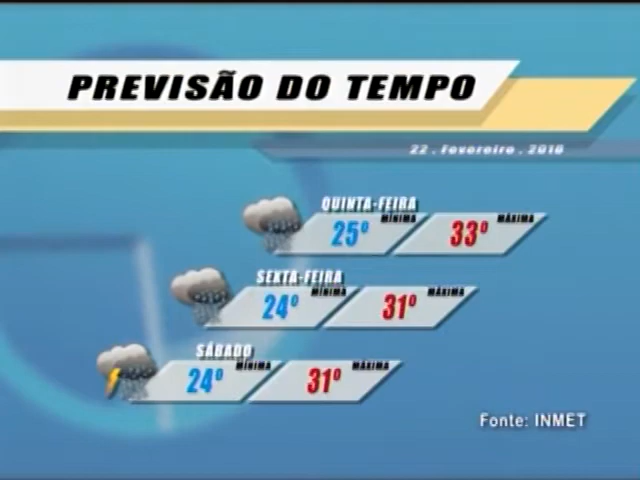 PREVISÃO DO TEMPO
22 . Fevereiro . 2018
QUINTA-FEIRA
MÍNIMA MÁXIMA
25º 33º
SEXTA-FEIRA
MÍNIMA MÁXIMA
24º 31º
SÁBADO
MÍNIMA MÁXIMA
24º 31º
Fonte: INMET